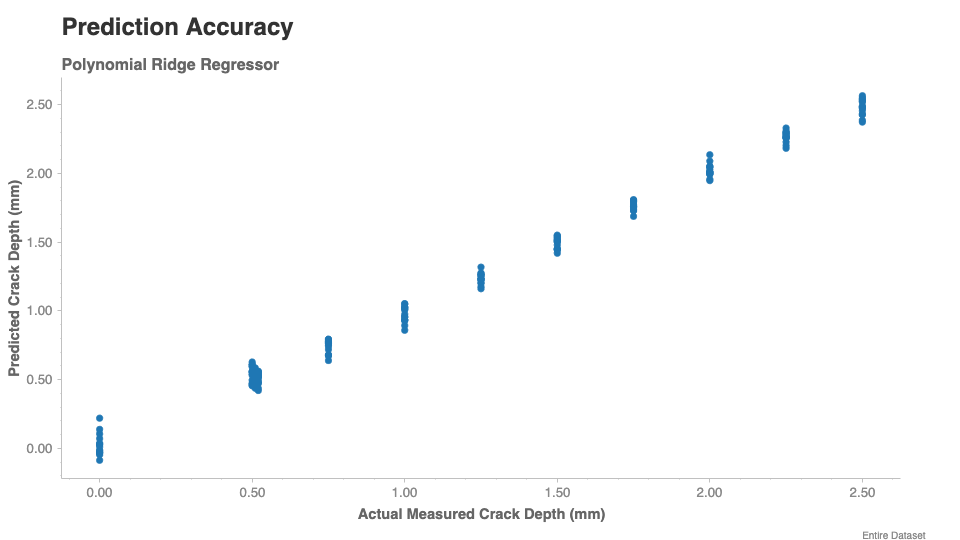 Prediction Accuracy
Polynomial Ridge Regressor
2.50
2.00
1.50
1.00
0.50
0.00
Predicted Crack Depth (mm)
0.00 0.50 1.00 1.50 2.00 2.50
Actual Measured Crack Depth (mm)
Entire Dataset